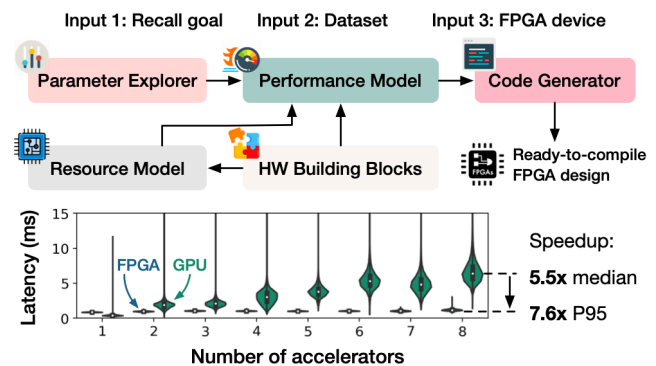 Input 1: Recall goal
Input 2: Dataset
Input 3: FPGA device
Parameter Explorer
Performance Model
Code Generator
Resource Model
HW Building Blocks
FPGAs
Ready-to-compile
FPGA design
Latency (ms)
15
10
5
0
FPGA
GPU
1
2
3
4
5
6
7
8
Number of accelerators
Speedup:
5.5x median
7.6x P95